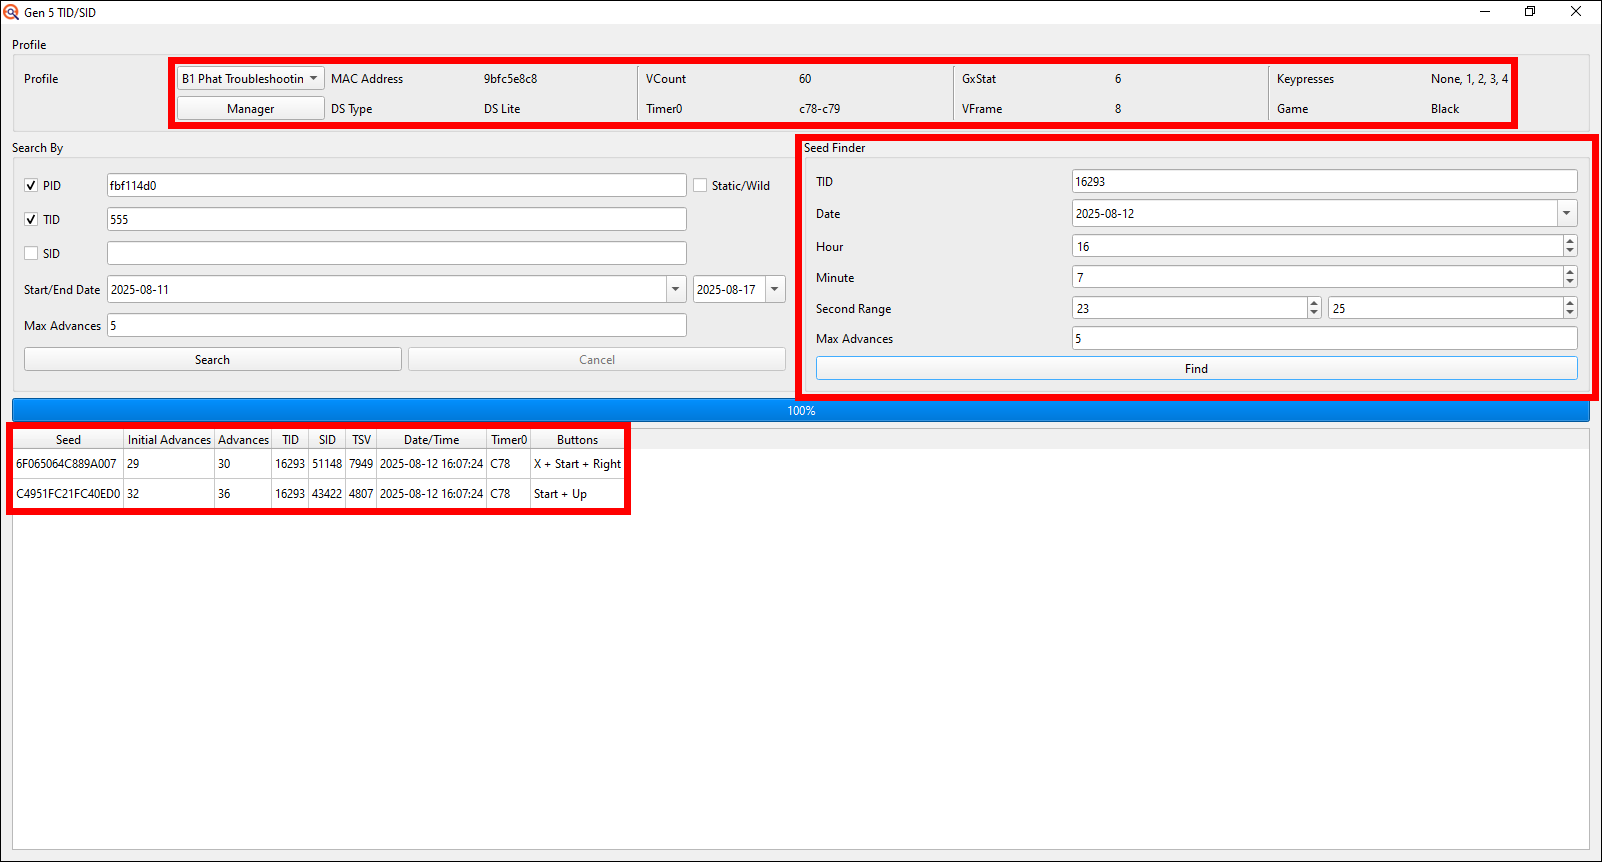 Gen 5 TID/SID
Profile
Profile B1 Phat Troubleshootin MAC Address 9bfc5e8c8 VCount 60 GxStat 6 Keypresses None, 1, 2, 3, 4
Manager DS Type DS Lite Timer0 c78-c79 VFrame 8 Game Black
Search By
PID fbf114d0 Static/Wild
TID 555
SID
Start/End Date 2025-08-11 2025-08-17
Max Advances 5
Search Cancel
Seed Finder
TID 16293
Date 2025-08-12
Hour 16
Minute 7
Second Range 23 25
Max Advances 5
Find
100%
Seed Initial Advances Advances TID SID TSV Date/Time Timer0 Buttons
6F065064C889A007 29 30 16293 51148 7949 2025-08-12 16:07:24 C78 X + Start + Right
C4951FC21FC40ED0 32 36 16293 43422 4807 2025-08-12 16:07:24 C78 Start + Up